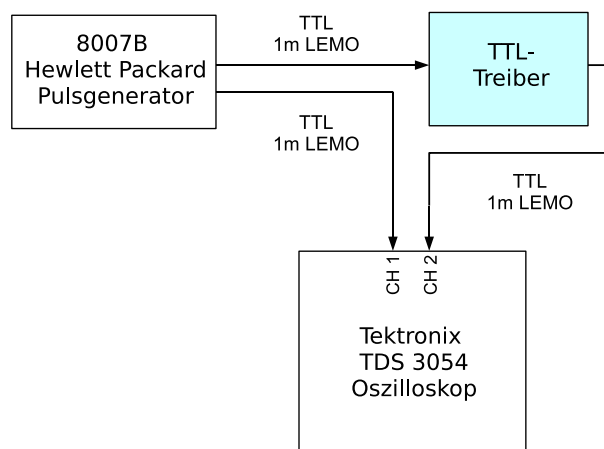 8007B
Hewlett Packard
Pulsgenerator
TTL
1m LEMO
TTL-
Treiber
TTL
1m LEMO
TTL
1m LEMO
CH 1
CH 2
Tektronix
TDS 3054
Oszilloskop